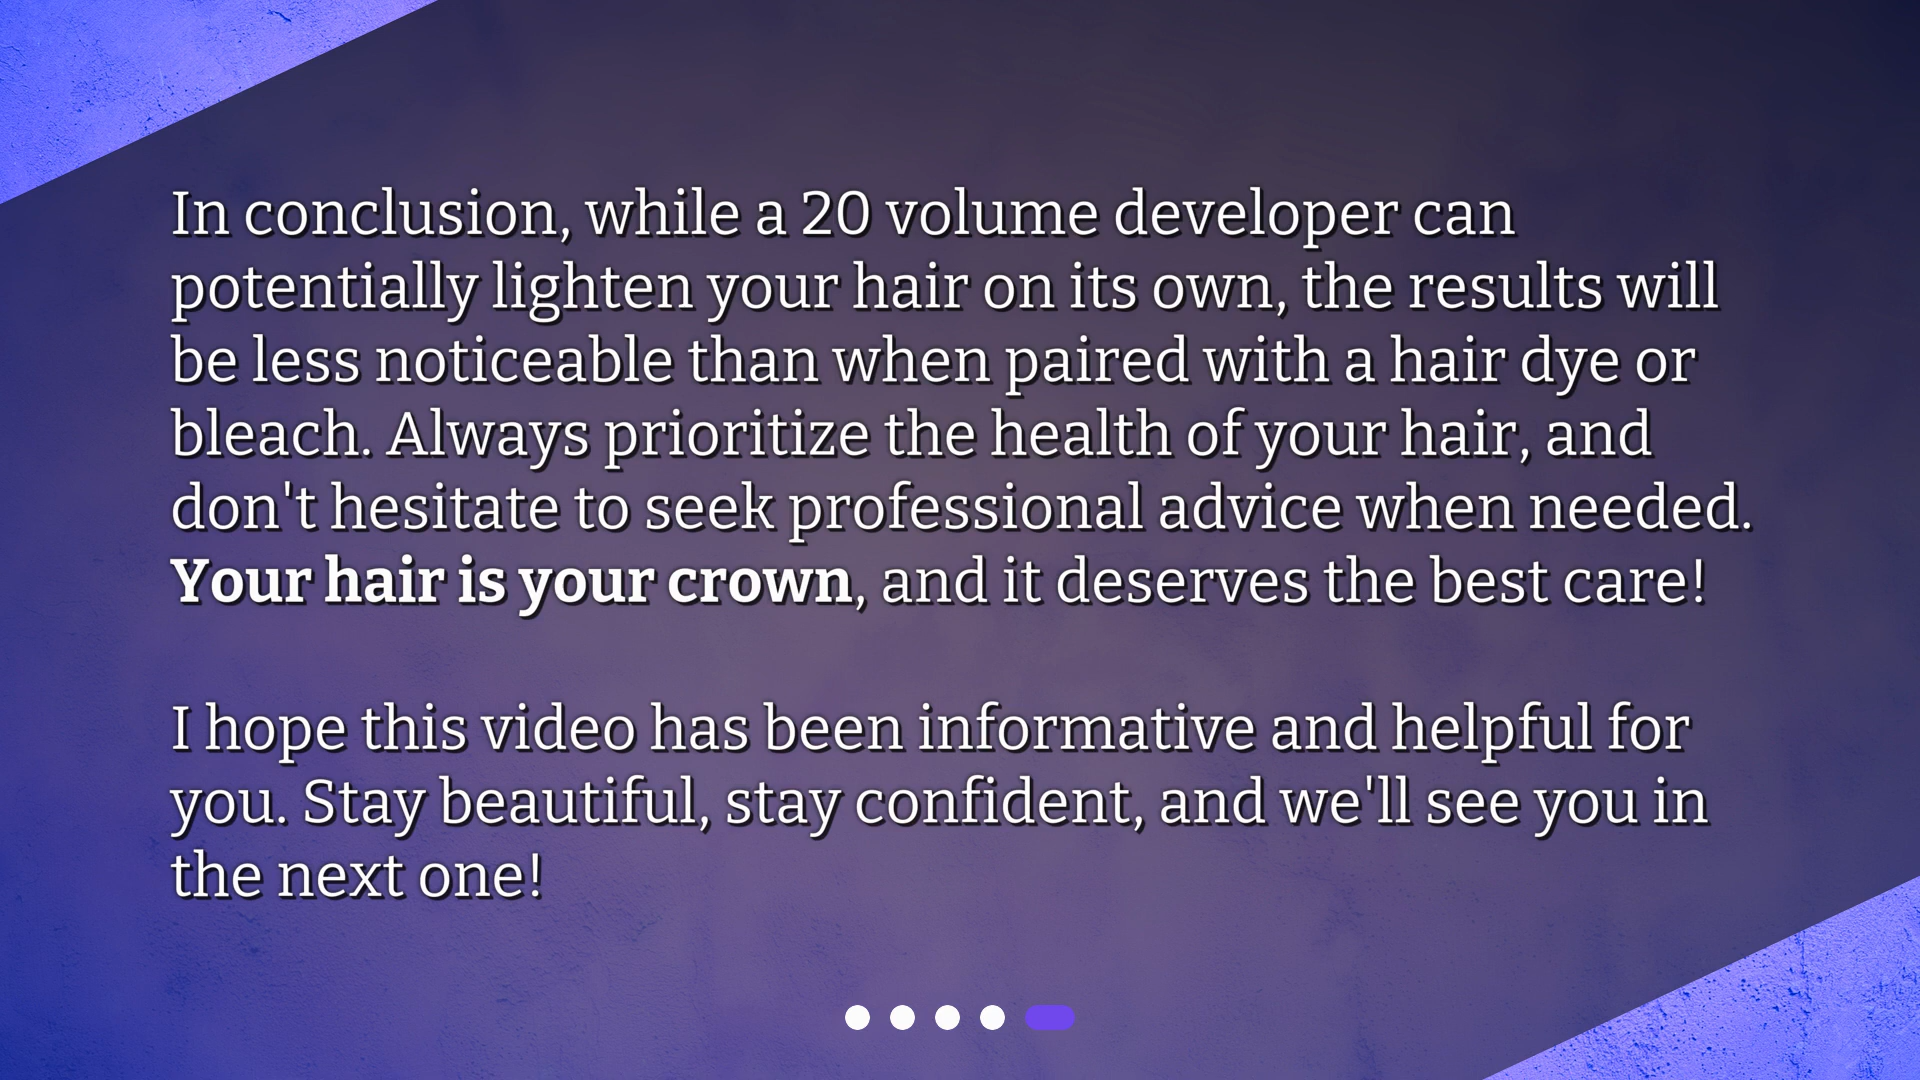 In conclusion, while a 20 volume developer can
potentially lighten your hair on its own, the results will
be less noticeable than when paired with a hair dye or
bleach. Always prioritize the health of your hair, and
don't hesitate to seek professional advice when needed.
Your hair is your crown, and it deserves the best care!
I hope this video has been informative and helpful for
you. Stay beautiful, stay confident, and we'll see you in
the next one!